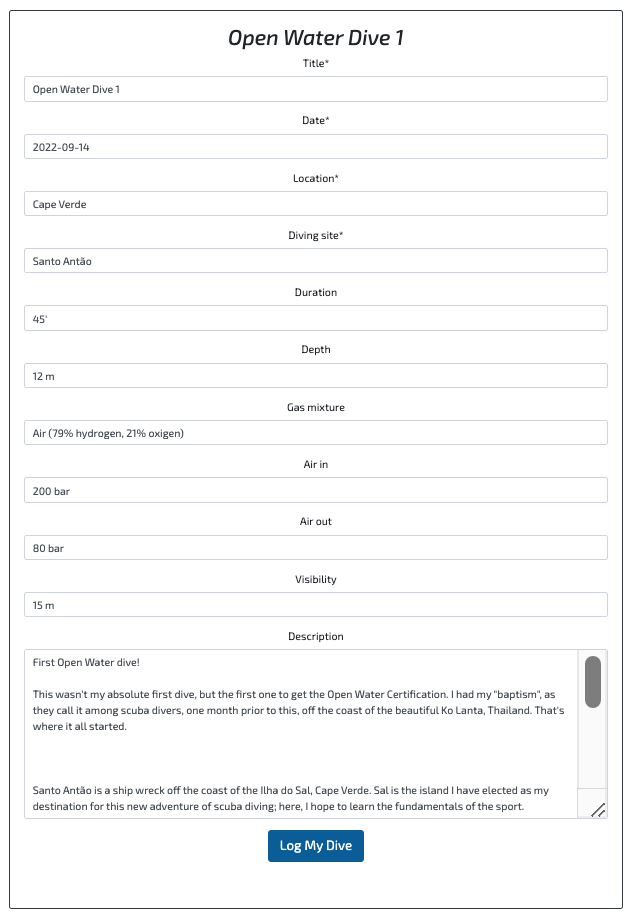 Open Water Dive 1
Title*
Open Water Dive 1
Date*
2022-09-14
Location*
Cape Verde
Diving site*
Santo Antão
Duration
45'
Depth
12 m
Gas mixture
Air (79% hydrogen, 21% oxigen)
Air in
200 bar
Air out
80 bar
Visibility
15 m
Description
First Open Water dive!
This wasn't my absolute first dive, but the first one to get the Open Water Certification. I had my "baptism", as
they call it among scuba divers, one month prior to this, off the coast of the beautiful Ko Lanta, Thailand. That's
where it all started.
Santo Antão is a ship wreck off the coast of the Ilha do Sal, Cape Verde. Sal is the island I have elected as my
destination for this new adventure of scuba diving; here, I hope to learn the fundamentals of the sport.
Log My Dive